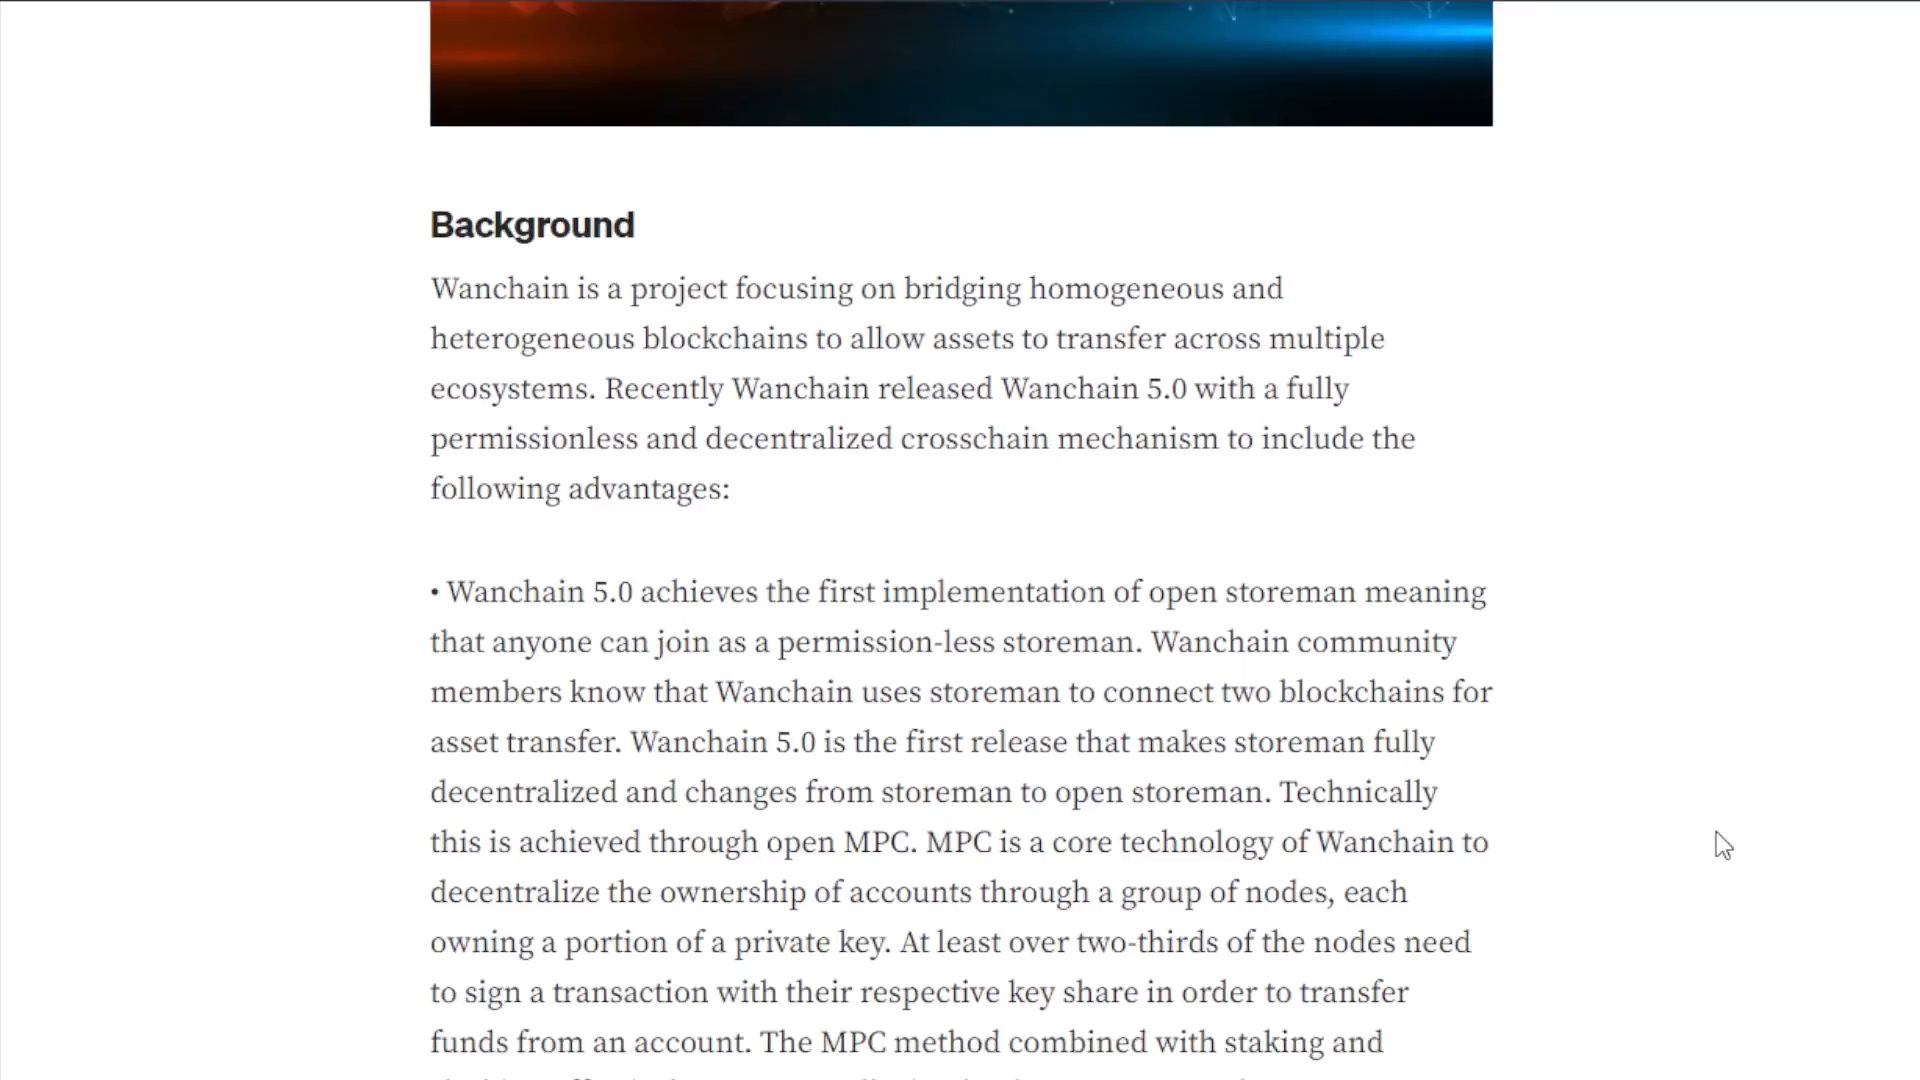 Background
Wanchain is a project focusing on bridging homogeneous and
heterogeneous blockchains to allow assets to transfer across multiple
ecosystems. Recently Wanchain released Wanchain 5.0 with a fully
permissionless and decentralized crosschain mechanism to include the
following advantages:
• Wanchain 5.0 achieves the first implementation of open storeman meaning
that anyone can join as a permission-less storeman. Wanchain community
members know that Wanchain uses storeman to connect two blockchains for
asset transfer. Wanchain 5.0 is the first release that makes storeman fully
decentralized and changes from storeman to open storeman. Technically
this is achieved through open MPC. MPC is a core technology of Wanchain to
decentralize the ownership of accounts through a group of nodes, each
owning a portion of a private key. At least over two-thirds of the nodes need
to sign a transaction with their respective key share in order to transfer
funds from an account. The MPC method combined with staking and